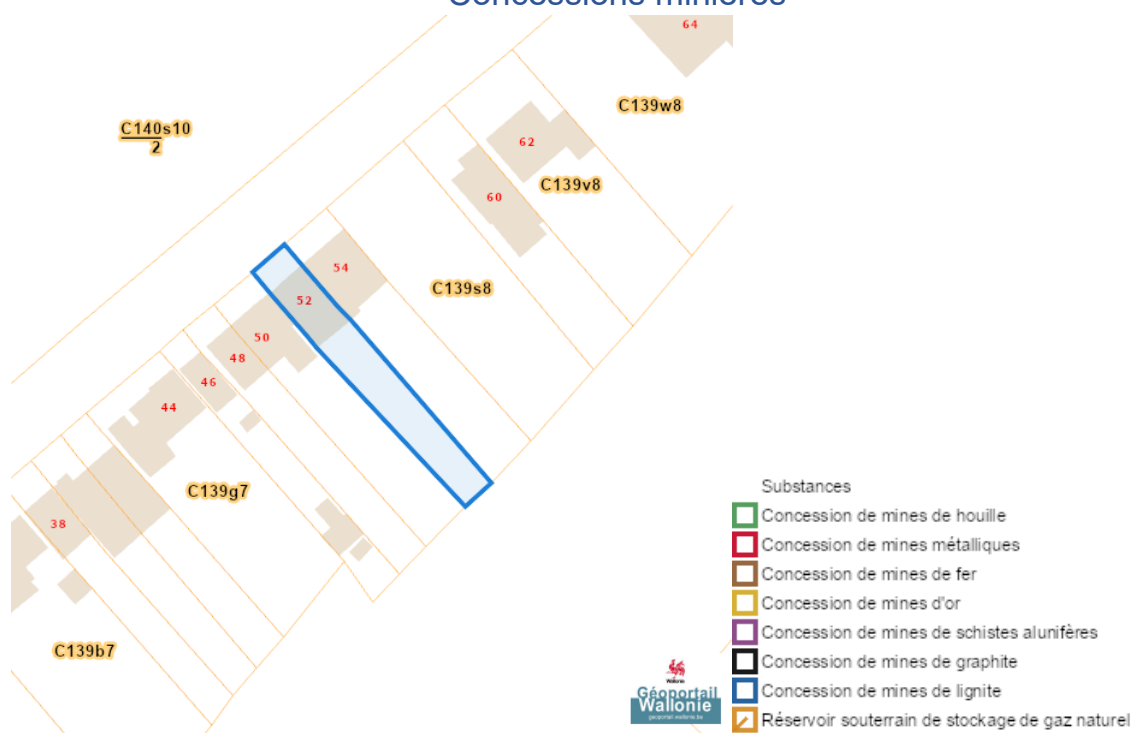 Concessions minières
64
C139w8
C140s10
2
62
C139v8
60
54
C139s8
52
50
48
46
44
C139g7
38
C139b7
Substances
Concession de mines de houille
Concession de mines métalliques
Concession de mines de fer
Concession de mines d'or
Concession de mines de schistes alunifères
Concession de mines de graphite
Concession de mines de lignite
Réservoir souterrain de stockage de gaz naturel
Wallonie
Géoportail
Wallonie
geoportail.wallonie.be